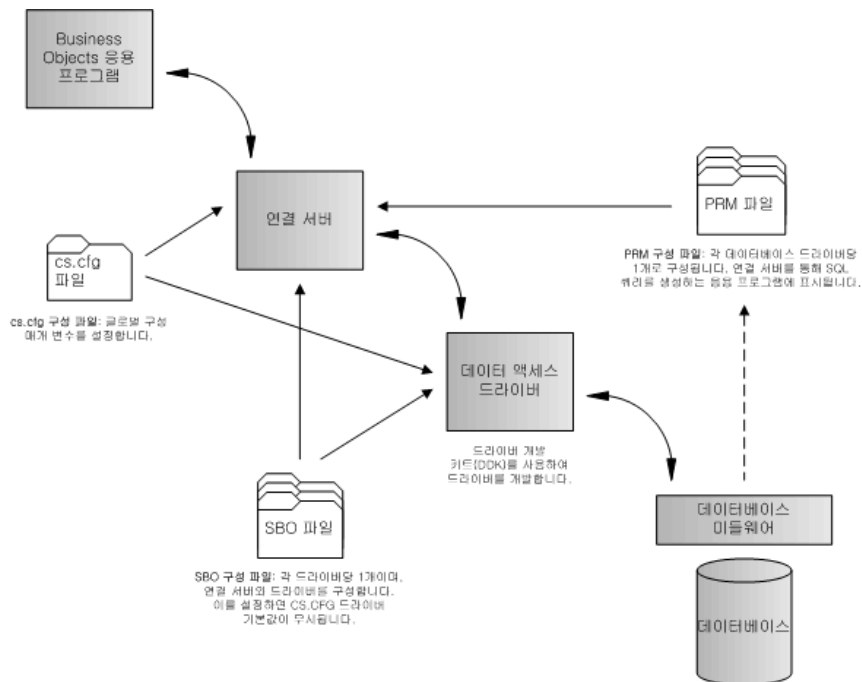 Business
Objects 응용
프로그램
연결 서버
PRM 파일
PRM 구성 파일: 각 데이터베이스 드라이버당
1개로 구성됩니다. 연결 서버를 통해 SQL
쿼리를 생성하는 응용 프로그램에 표시됩니다.
cs.cfg
파일
cs.cfg 구성 파일: 글로벌 구성
매개 변수를 설정합니다.
데이터 액세스
드라이버
드라이버 개발
키트(DDK)를 사용하여
드라이버를 개발합니다.
SBO 파일
SBO 구성 파일: 각 드라이버당 1개이며,
연결 서버와 드라이버를 구성합니다.
이를 설정하면 CS.CFG 드라이버
기본값이 무시됩니다.
데이터베이스
미들웨어
데이터베이스